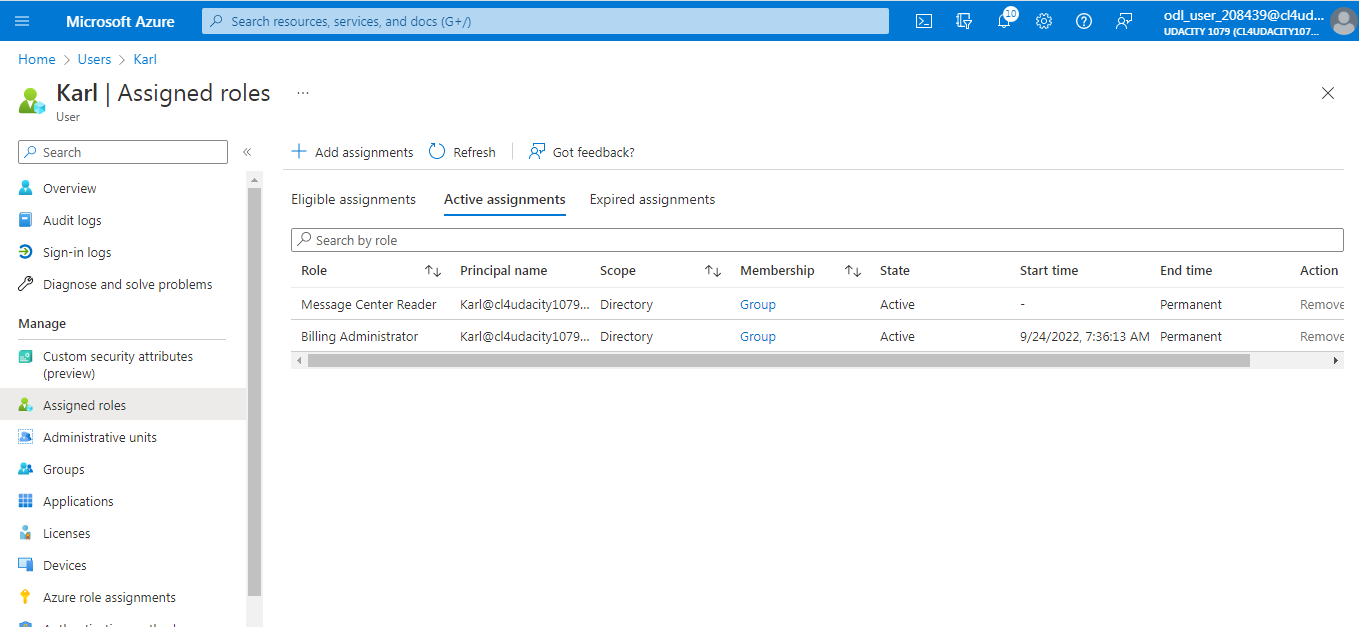 Microsoft Azure
Search resources, services, and docs (G+/)
10
odl_user_208439@cl4ud...
UDACITY 1079 (CL4UDACITY107...
Home > Users > Karl
Karl | Assigned roles ...
User
Search
«
Overview
Audit logs
Sign-in logs
Diagnose and solve problems
Manage
Custom security attributes
(preview)
Assigned roles
Administrative units
Groups
Applications
Licenses
Devices
Azure role assignments
+ Add assignments Refresh Got feedback?
Eligible assignments Active assignments Expired assignments
Search by role
Role Principal name Scope Membership State Start time End time Action
Message Center Reader Karl@cl4udacity1079... Directory Group Active - Permanent Remove
Billing Administrator Karl@cl4udacity1079... Directory Group Active 9/24/2022, 7:36:13 AM Permanent Remove